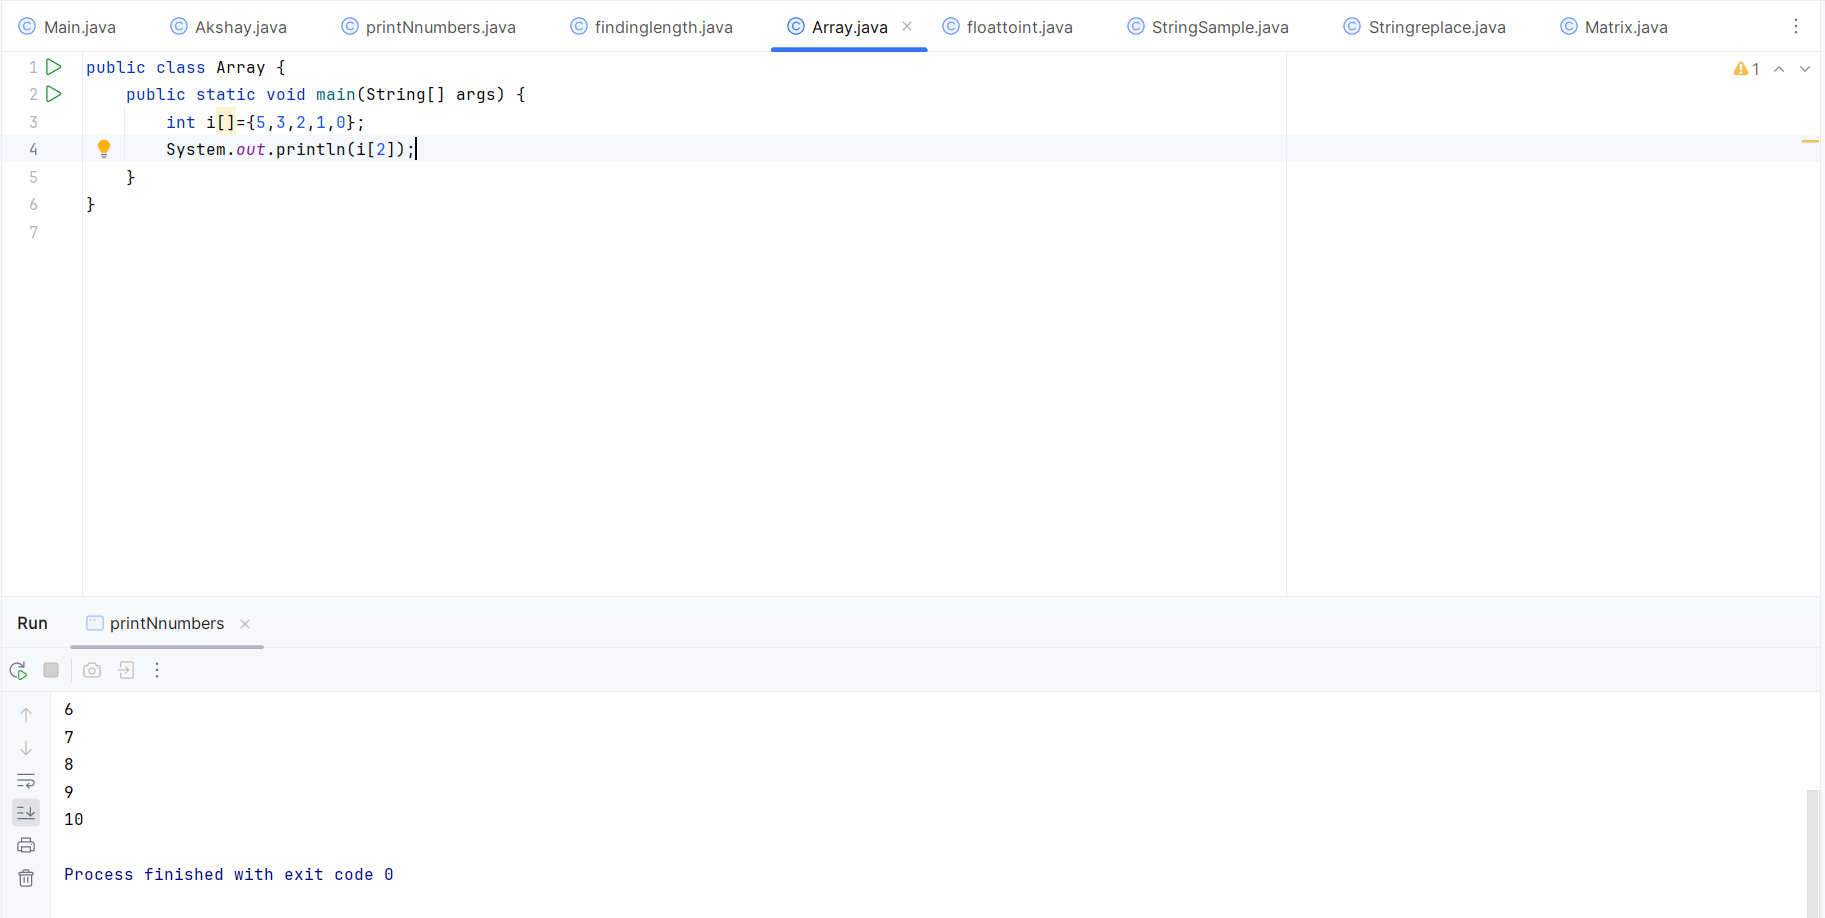 Main.java Akshay.java printNnumbers.java findinglength.java Array.java floattoint.java StringSample.java Stringreplace.java Matrix.java
1 public class Array {
2 public static void main(String[] args) {
3 int i[]={5,3,2,1,0};
4 System.out.println(i[2]);
5 }
6 }
7
1
Run printNnumbers
6
7
8
9
10
Process finished with exit code 0